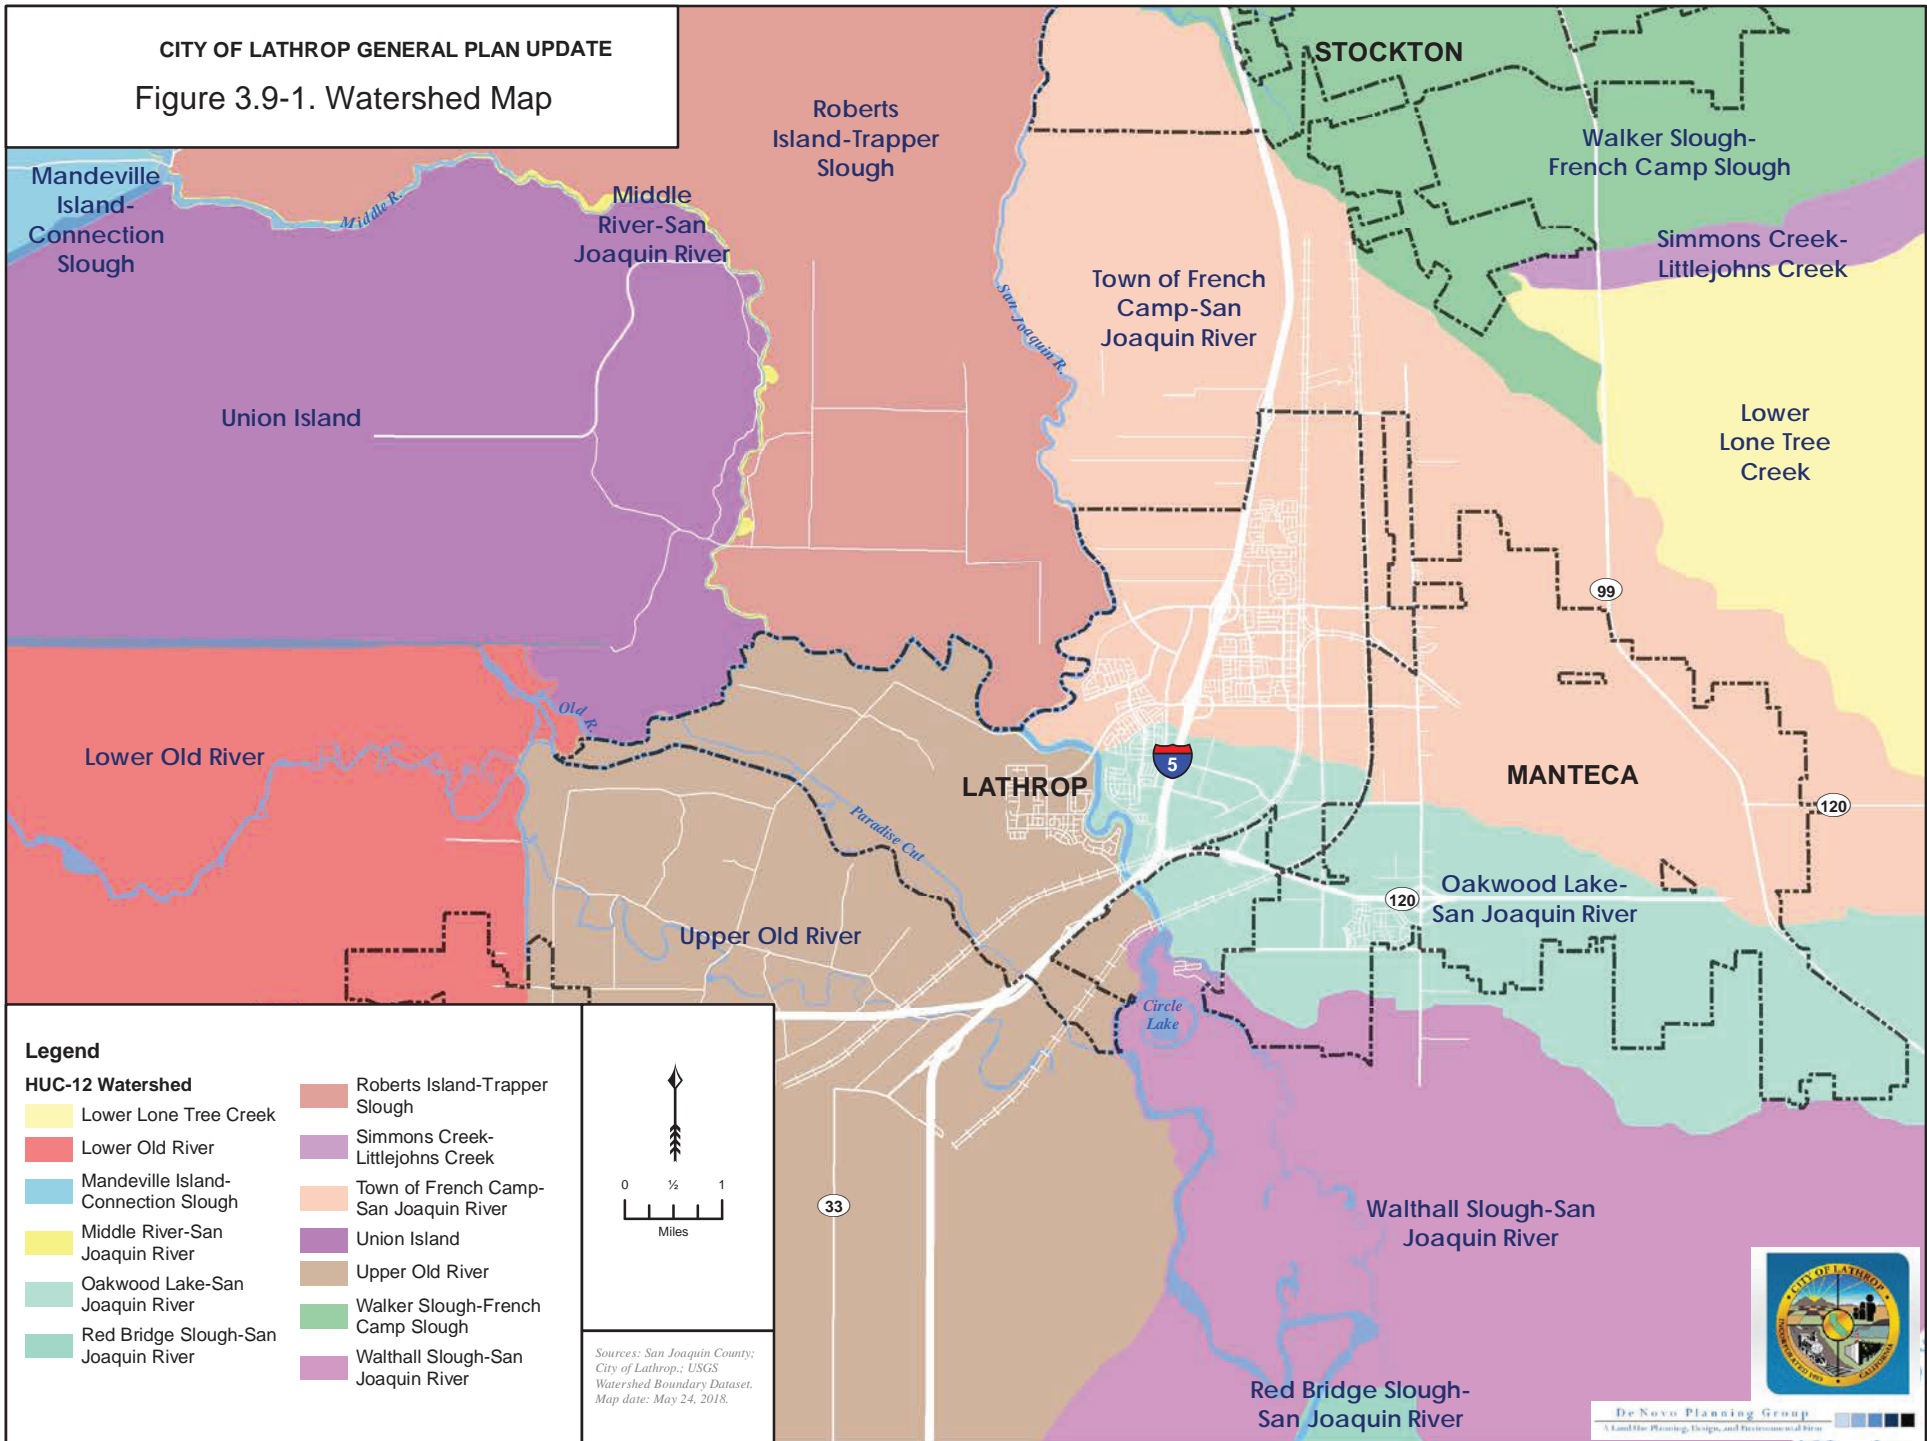 CITY OF LATHROP GENERAL PLAN UPDATE
Figure 3.9-1. Watershed Map
STOCKTON
Roberts
Island-Trapper
Slough
Walker Slough-
French Camp Slough
Mandeville
Island-
Connection
Slough
Middle R.
Middle
River-San
Joaquin River
Simmons Creek-
Littlejohns Creek
Town of French
Camp-San
Joaquin River
San Joaquin R.
Union Island
Lower
Lone Tree
Creek
99
Old R.
Lower Old River
5
LATHROP
MANTECA
120
Paradise Cut
Oakwood Lake-
San Joaquin River
120
Upper Old River
Circle
Lake
Legend
HUC-12 Watershed
Lower Lone Tree Creek
Lower Old River
Mandeville Island-
Connection Slough
Middle River-San
Joaquin River
Oakwood Lake-San
Joaquin River
Red Bridge Slough-San
Joaquin River
Roberts Island-Trapper
Slough
Simmons Creek-
Littlejohns Creek
Town of French Camp-
San Joaquin River
Union Island
Upper Old River
Walker Slough-French
Camp Slough
Walthall Slough-San
Joaquin River
0 ½ 1
Miles
Sources: San Joaquin County;
City of Lathrop.; USGS
Watershed Boundary Dataset.
Map date: May 24, 2018.
33
Walthall Slough-San
Joaquin River
Red Bridge Slough-
San Joaquin River
CITY OF LATHROP
INCORPORATED 1989
CALIFORNIA
De Novo Planning Group
A Land Use Planning, Design, and Environmental Firm